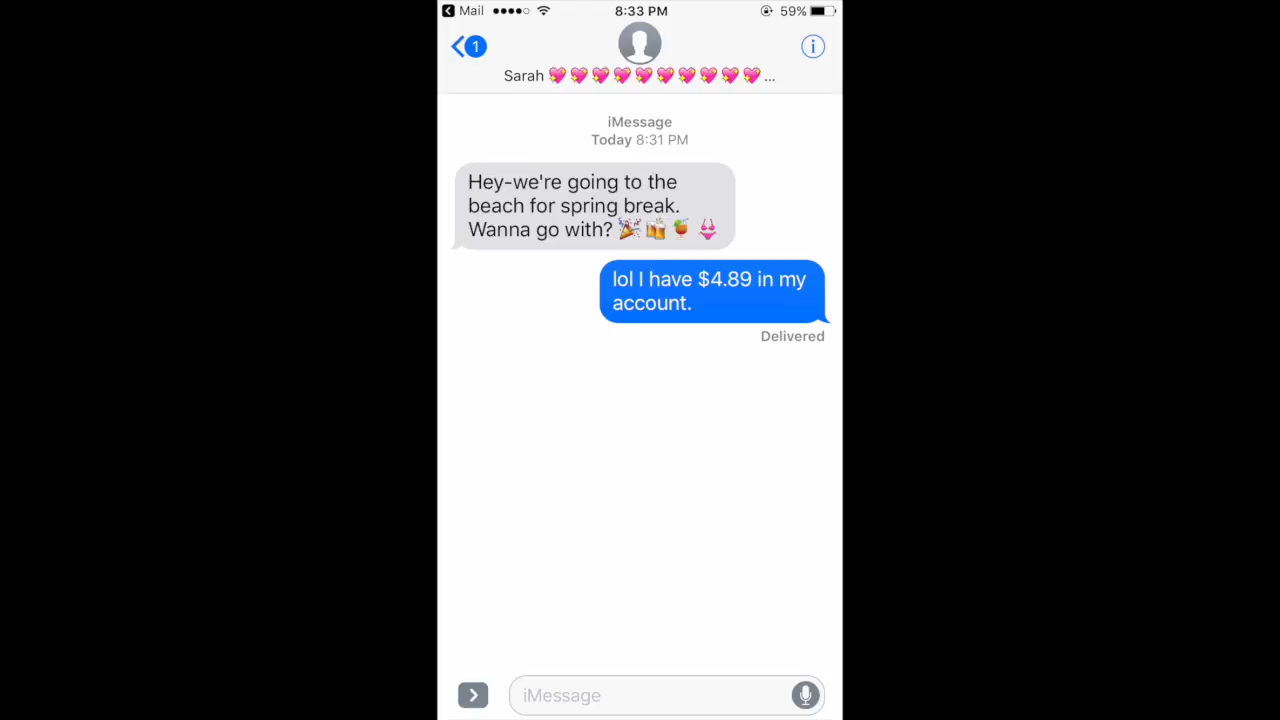 Mail 8:33 PM 59%
1
Sarah 💖💖💖💖💖💖💖💖💖💖 ...
iMessage
Today 8:31 PM
Hey-we're going to the
beach for spring break.
Wanna go with? 🎉🍻🍹👙
lol I have $4.89 in my
account.
Delivered
iMessage